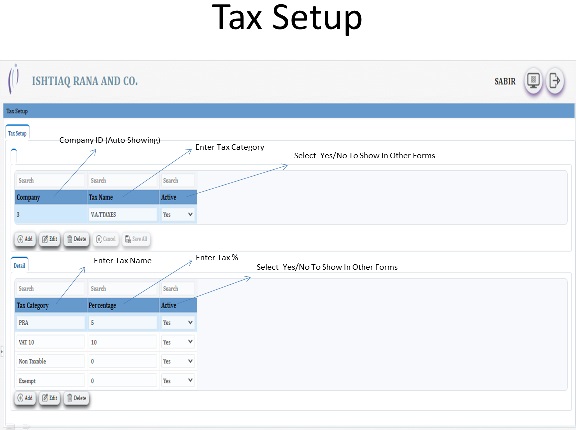 Tax Setup
ISHTIAQ RANA AND CO.
SABIR
Tax Setup
Tax Setup
Company ID (Auto Showing)
Enter Tax Category
Select Yes/No To Show In Other Forms
Search Search Search
Company Tax Name Active
3 VATTAXES Yes
Add Edit Delete Cancel Save All
Detail
Enter Tax Name
Enter Tax %
Select Yes/No To Show In Other Forms
Search Search Search
Tax Category Percentage Active
PRA 5 Yes
VAT 10 10 Yes
Non Taxable 0 Yes
Exempt 0 Yes
Add Edit Delete